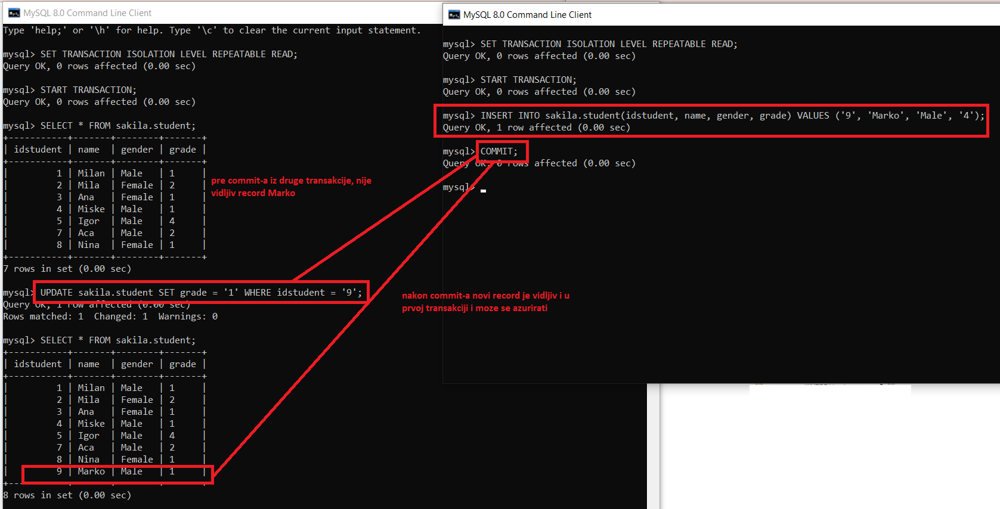 MySQL 8.0 Command Line Client
Type 'help;' or '\h' for help. Type '\c' to clear the current input statement.
mysql> SET TRANSACTION ISOLATION LEVEL REPEATABLE READ;
Query OK, 0 rows affected (0.00 sec)
mysql> START TRANSACTION;
Query OK, 0 rows affected (0.00 sec)
mysql> SELECT * FROM sakila.student;
+-----------+-------+--------+-------+
| idstudent | name  | gender | grade |
+-----------+-------+--------+-------+
|         1 | Milan | Male   | 1     |
|         2 | Mila  | Female | 2     |
|         3 | Ana   | Female | 1     |
|         4 | Miske | Male   | 1     |
|         5 | Igor  | Male   | 4     |
|         7 | Aca   | Male   | 2     |
|         8 | Nina  | Female | 1     |
+-----------+-------+--------+-------+
7 rows in set (0.00 sec)
mysql> UPDATE sakila.student SET grade = '1' WHERE idstudent = '9';
Query OK, 1 row affected (0.00 sec)
Rows matched: 1  Changed: 1  Warnings: 0
mysql> SELECT * FROM sakila.student;
+-----------+-------+--------+-------+
| idstudent | name  | gender | grade |
+-----------+-------+--------+-------+
|         1 | Milan | Male   | 1     |
|         2 | Mila  | Female | 2     |
|         3 | Ana   | Female | 1     |
|         4 | Miske | Male   | 1     |
|         5 | Igor  | Male   | 4     |
|         7 | Aca   | Male   | 2     |
|         8 | Nina  | Female | 1     |
|         9 | Marko | Male   | 1     |
8 rows in set (0.00 sec)
pre commit-a iz druge transakcije, nije
vidljiv record Marko
MySQL 8.0 Command Line Client
mysql> SET TRANSACTION ISOLATION LEVEL REPEATABLE READ;
Query OK, 0 rows affected (0.00 sec)
mysql> START TRANSACTION;
Query OK, 0 rows affected (0.00 sec)
mysql> INSERT INTO sakila.student(idstudent, name, gender, grade) VALUES ('9', 'Marko', 'Male', '4');
Query OK, 1 row affected (0.00 sec)
mysql> COMMIT;
Query OK, 0 rows affected (0.00 sec)
mysql>
nakon commit-a novi record je vidljiv i u
prvoj transakciji i moze se azurirati